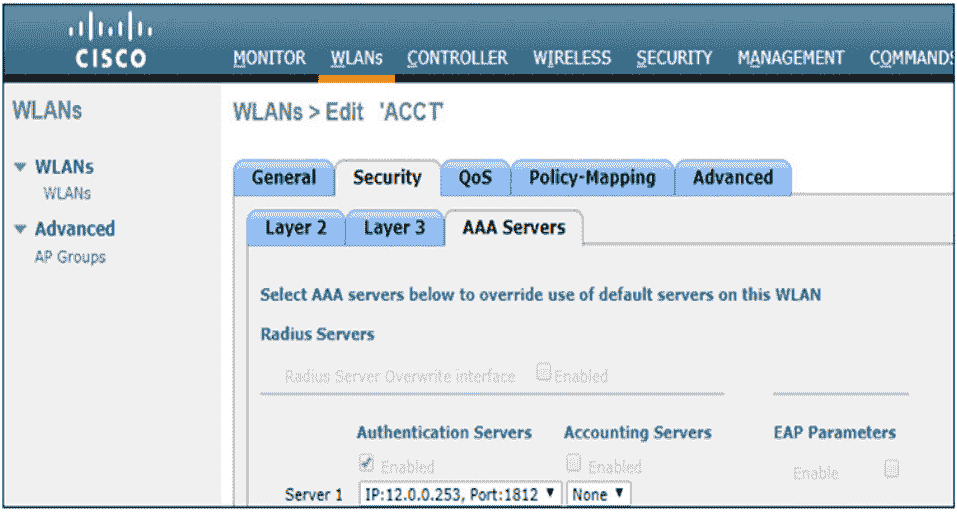 CISCO
MONITOR WLANs CONTROLLER WIRELESS SECURITY MANAGEMENT COMMANDS
WLANs
WLANs > Edit 'ACCT'
WLANs
WLANs
Advanced
AP Groups
General Security QoS Policy-Mapping Advanced
Layer 2 Layer 3 AAA Servers
Select AAA servers below to override use of default servers on this WLAN
Radius Servers
Radius Server Overwrite interface Enabled
Authentication Servers Accounting Servers EAP Parameters
Enabled Enabled Enable
Server 1 IP:12.0.0.253, Port:1812 None